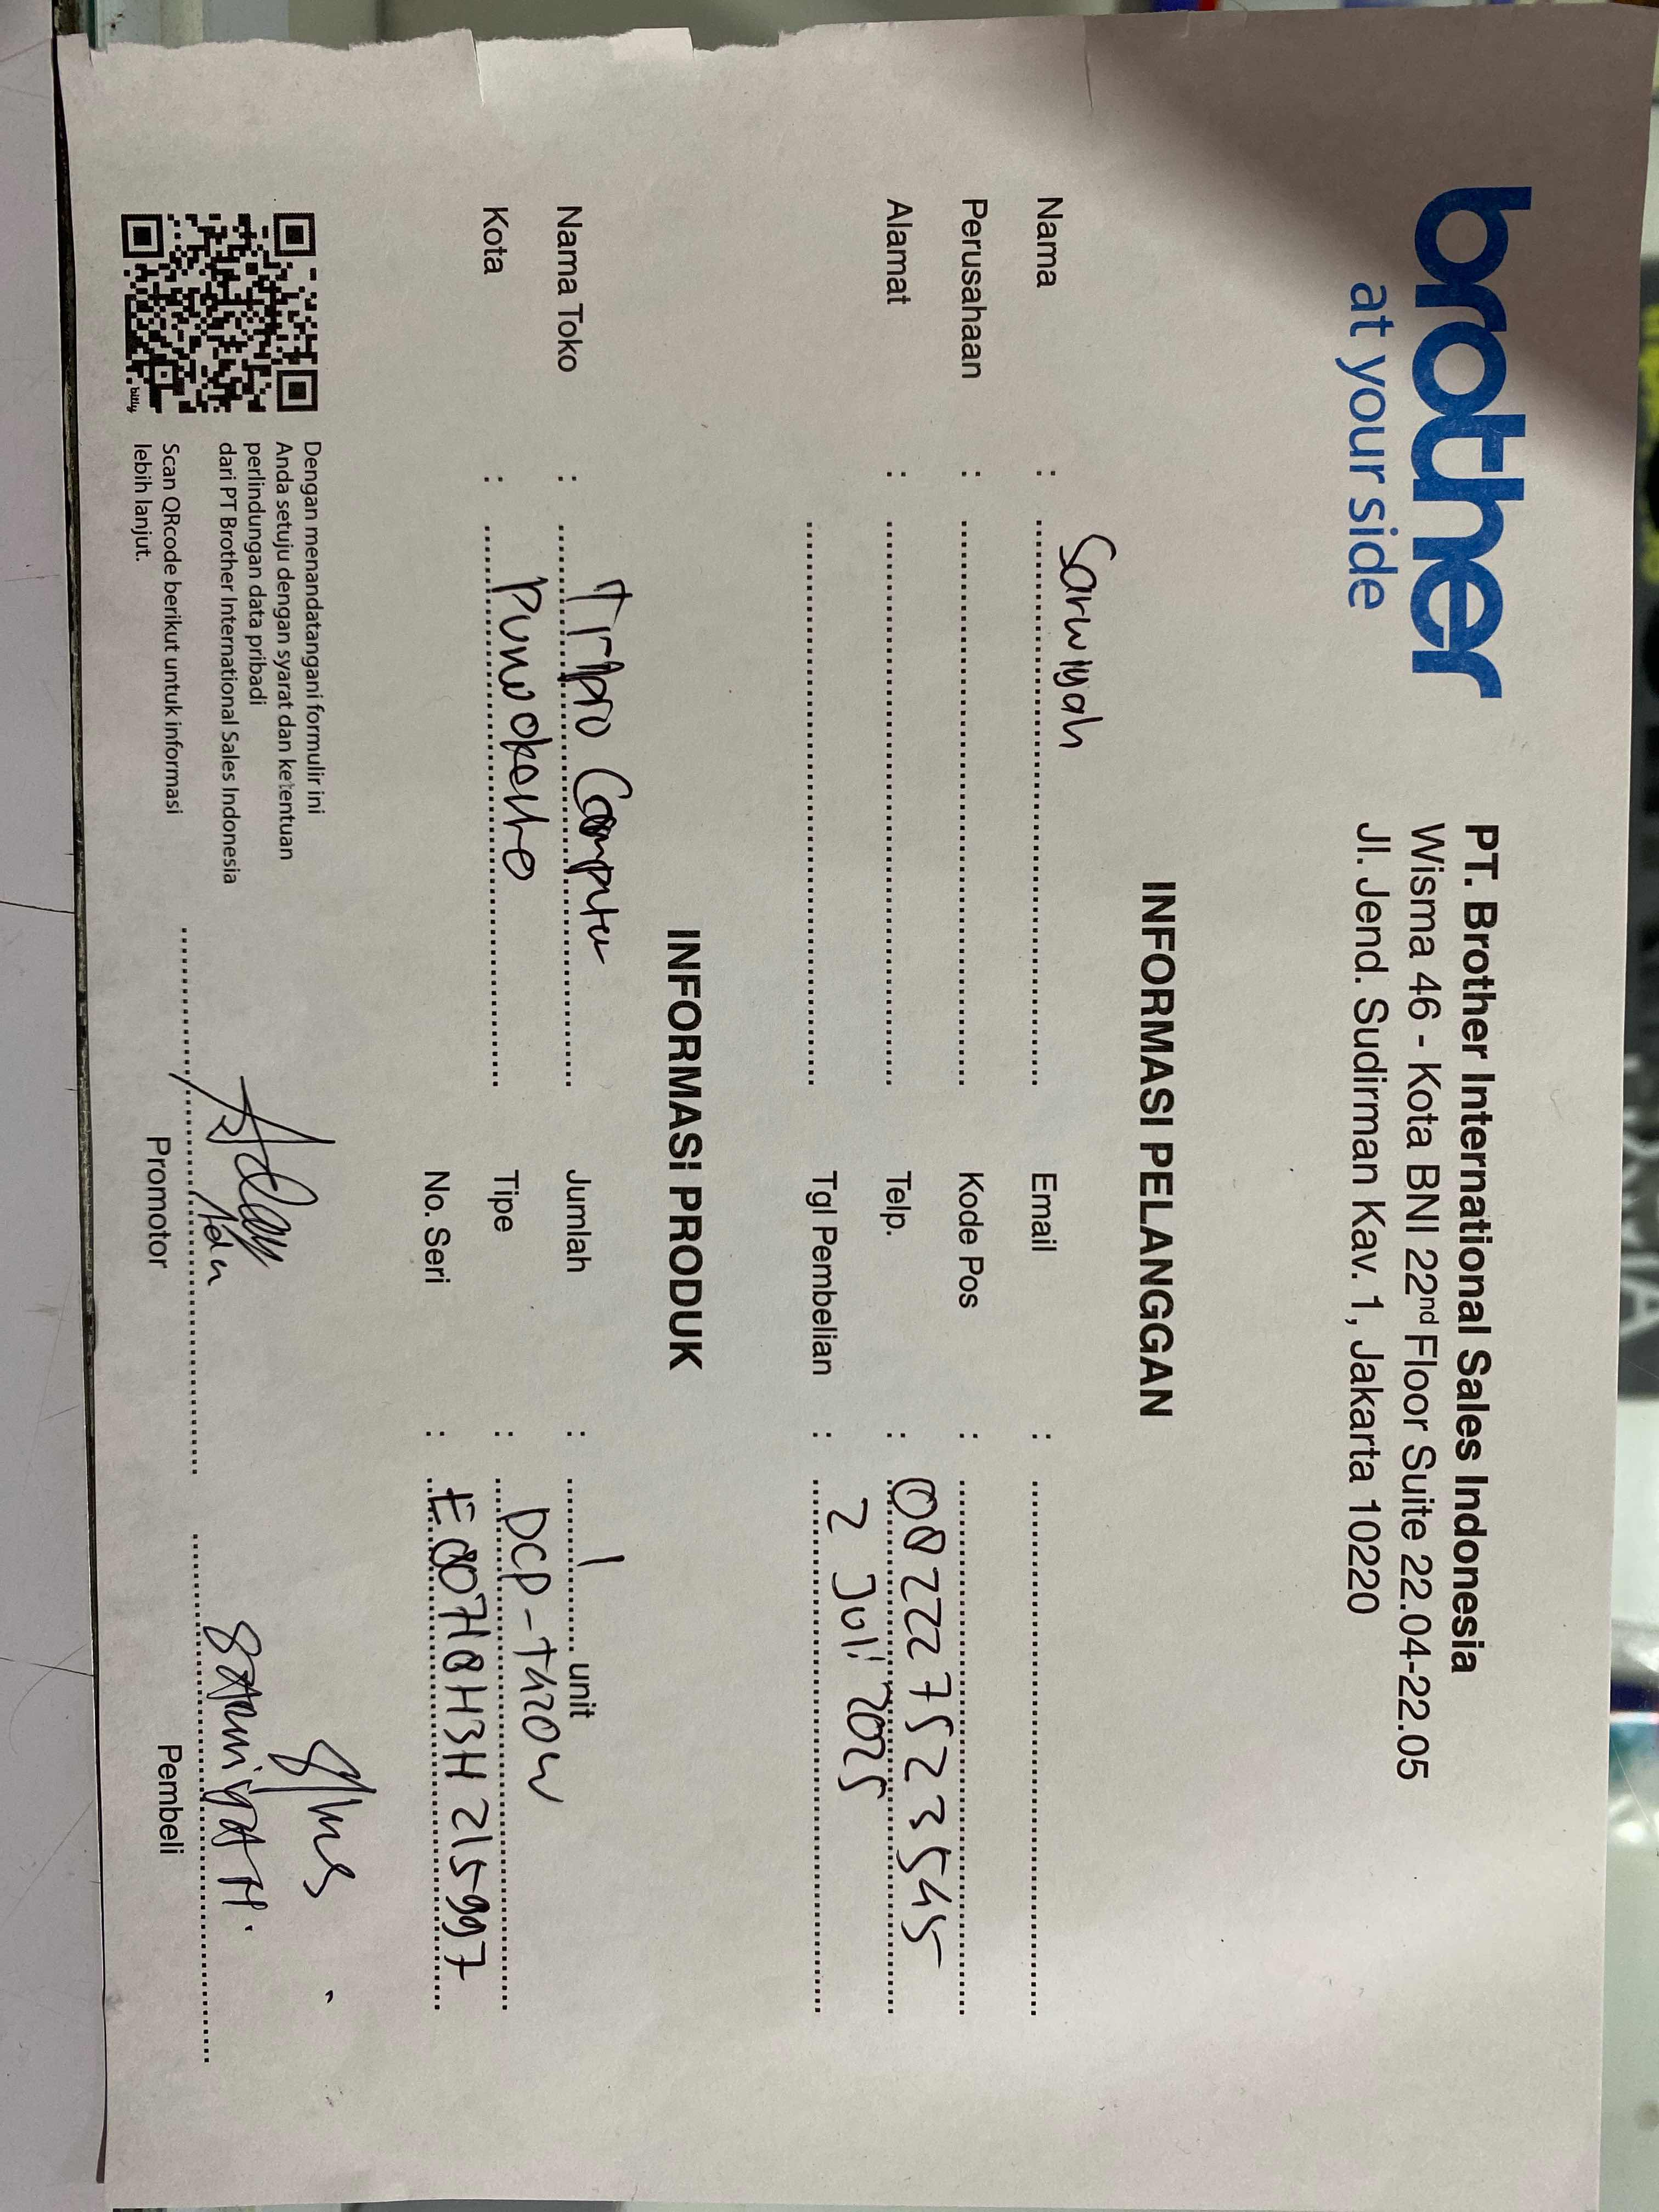 brother
at your side
PT. Brother International Sales Indonesia
Wisma 46 - Kota BNI 22nd Floor Suite 22.04-22.05
Jl. Jend. Sudirman Kav. 1, Jakarta 10220
INFORMASI PELANGGAN
Nama : Sarwiyah Email :
Perusahaan : Kode Pos :
Alamat : Telp. : 082227523545
Tgl Pembelian : 2 Juli 2025
INFORMASI PRODUK
Nama Toko : Computer Jumlah : 1 unit
Kota : Purwokerto Tipe : DCP-T420W
No. Seri : E80718H3H215997
Dengan menandatangani formulir ini
Anda setuju dengan syarat dan ketentuan
perlindungan data pribadi
dari PT Brother International Sales Indonesia
Scan QRcode berikut untuk informasi
lebih lanjut.
bitly
Promotor
SARWIYAH.
Pembeli